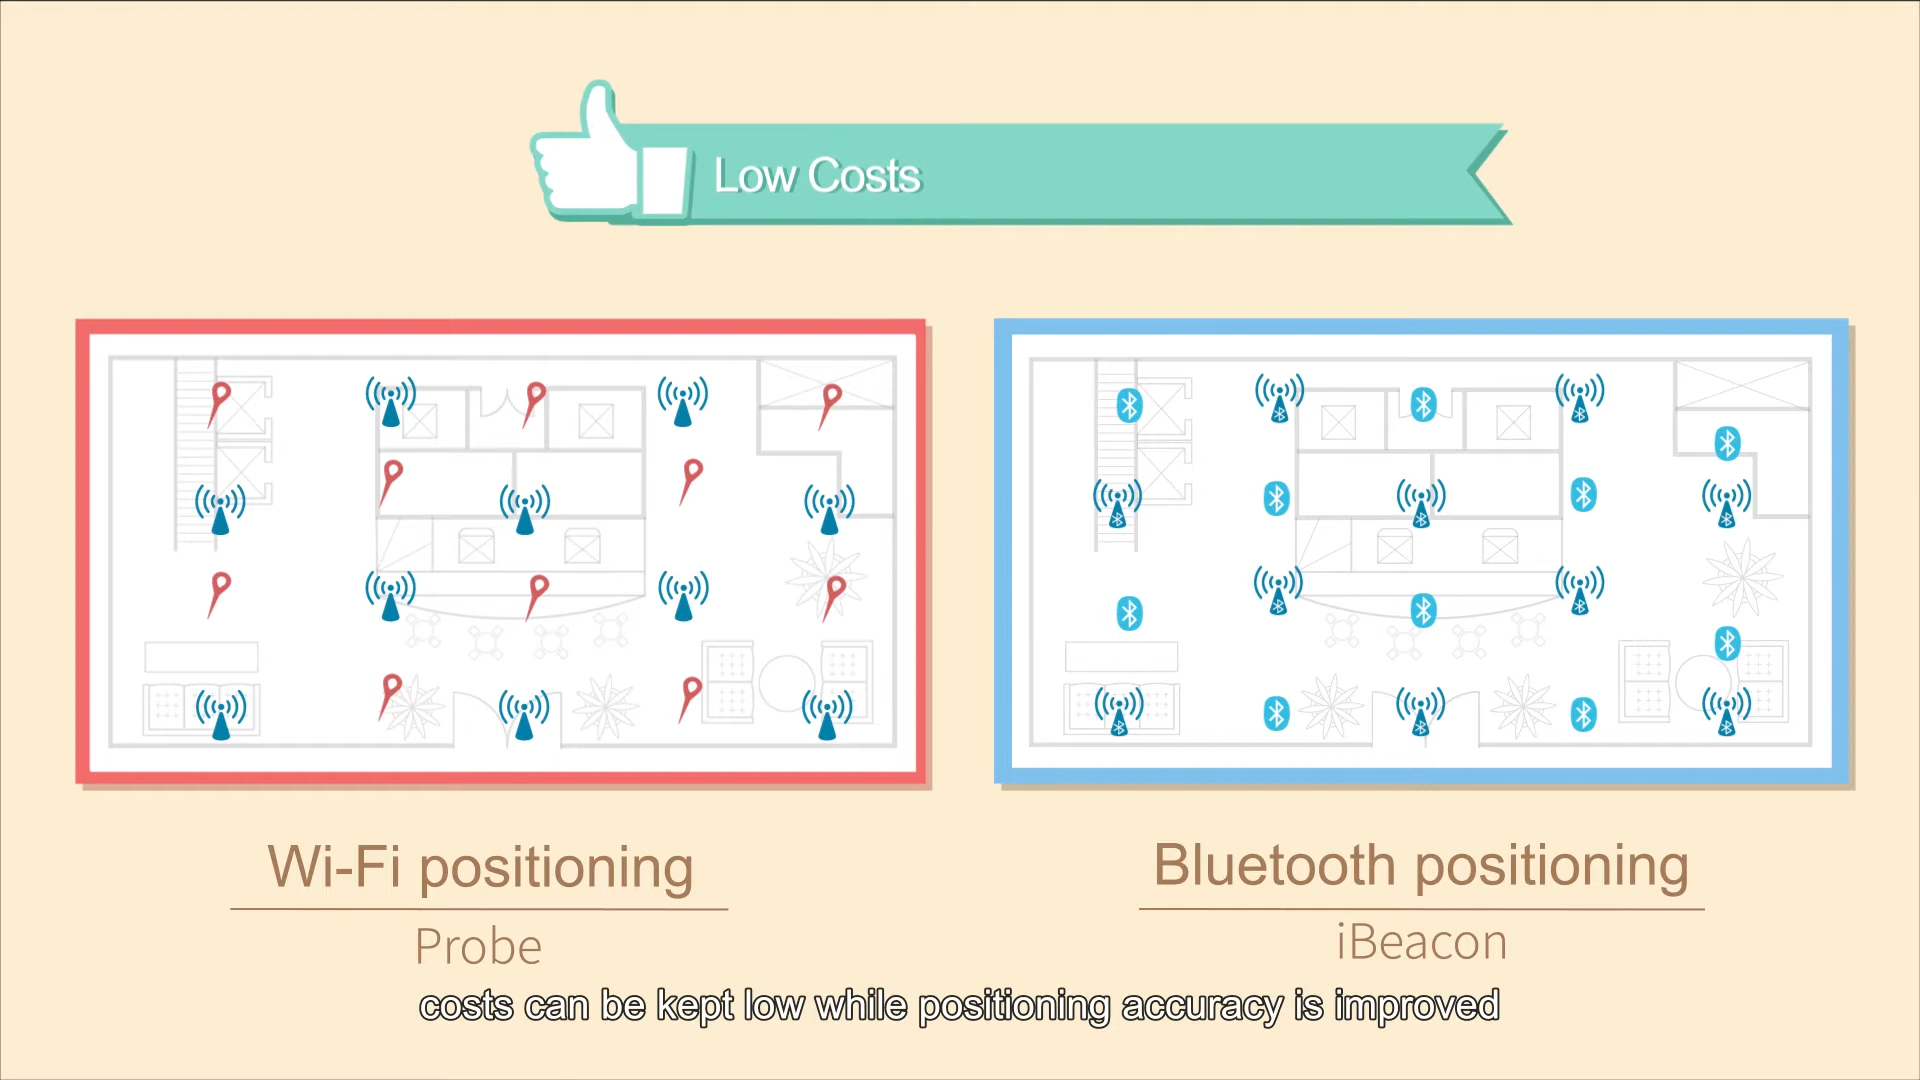 Low Costs
Wi-Fi positioning
Probe
Bluetooth positioning
iBeacon
costs can be kept low while positioning accuracy is improved